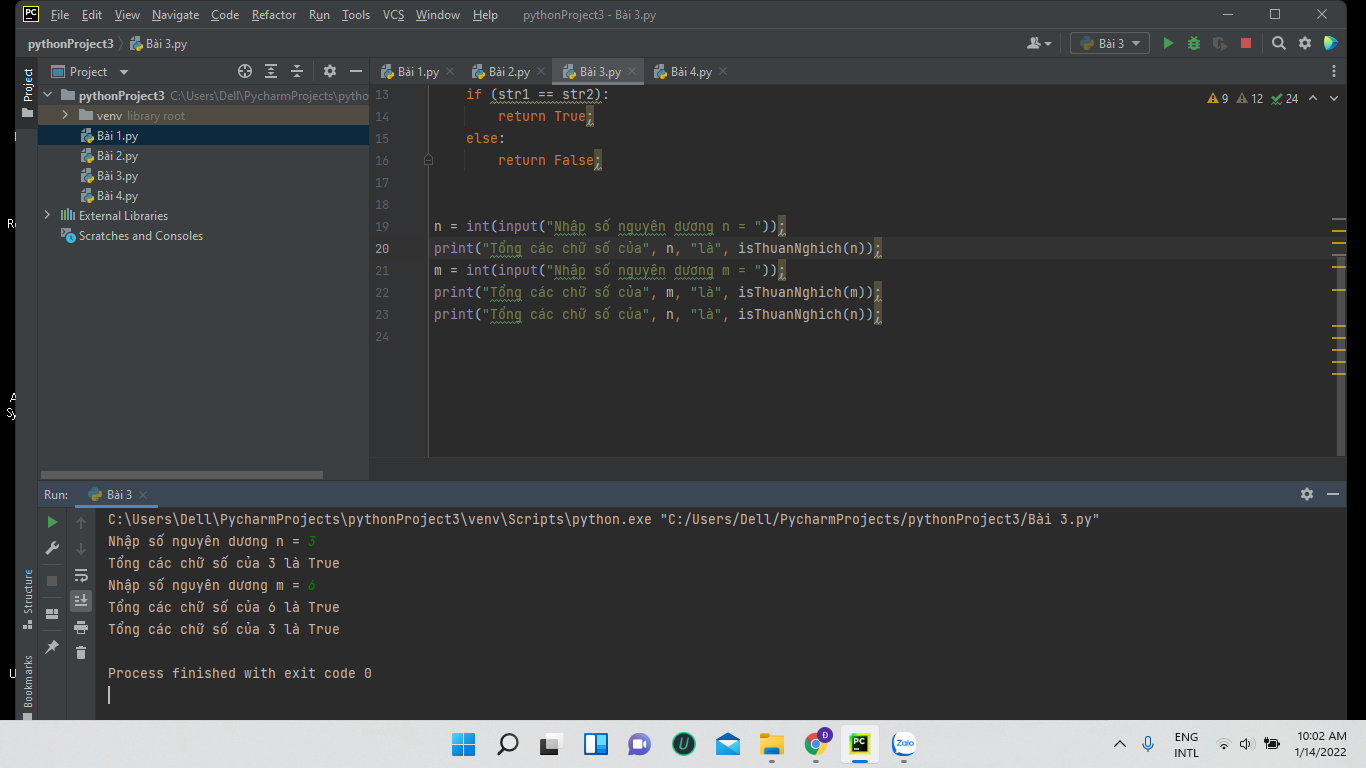 PC File Edit View Navigate Code Refactor Run Tools VCS Window Help pythonProject3 - Bài 3.py
pythonProject3 Bài 3.py Bài 3
Project
Project
Bài 1.py Bài 2.py Bài 3.py Bài 4.py
pythonProject3 C:\Users\Dell\PycharmProjects\pytho
venv library root
Bài 1.py
Bài 2.py
Bài 3.py
Bài 4.py
External Libraries
Scratches and Consoles
9 12 24
13 if (str1 == str2):
14 return True;
15 else:
16 return False;
17
18
19 n = int(input("Nhập số nguyên dương n = "));
20 print("Tổng các chữ số của", n, "là", isThuanNghich(n));
21 m = int(input("Nhập số nguyên dương m = "));
22 print("Tổng các chữ số của", m, "là", isThuanNghich(m));
23 print("Tổng các chữ số của", n, "là", isThuanNghich(n));
24
Run: Bài 3
C:\Users\Dell\PycharmProjects\pythonProject3\venv\Scripts\python.exe "C:/Users/Dell/PycharmProjects/pythonProject3/Bài 3.py"
Nhập số nguyên dương n = 3
Tổng các chữ số của 3 là True
Nhập số nguyên dương m = 6
Tổng các chữ số của 6 là True
Tổng các chữ số của 3 là True
Process finished with exit code 0
Structure
Bookmarks
U
Đ
PC
Zalo
ENG
INTL
10:02 AM
1/14/2022